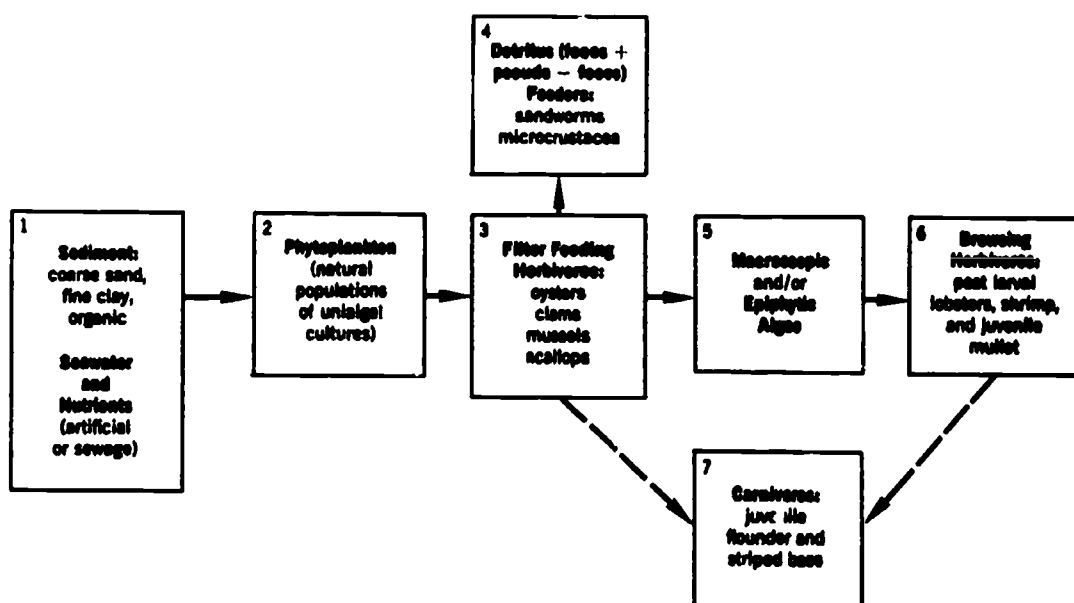 1
Sediment:
coarse sand,
fine clay,
organic
Seawater
and
Nutrients
(artificial
or sewage)
2
Phytoplankton
(natural
populations
of unialgal
cultures)
3
Filter Feeding
Herbivores:
oysters
clams
mussels
scallops
4
Detritus (feces +
pseudo − feces)
Feeders:
sandworms
microcrustacea
5
Macroscopic
and/or
Epiphytic
Algae
6
Browsing
Herbivores:
post larval
lobsters, shrimp,
and juvenile
mullet
7
Carnivores:
juvenile
flounder and
striped bass